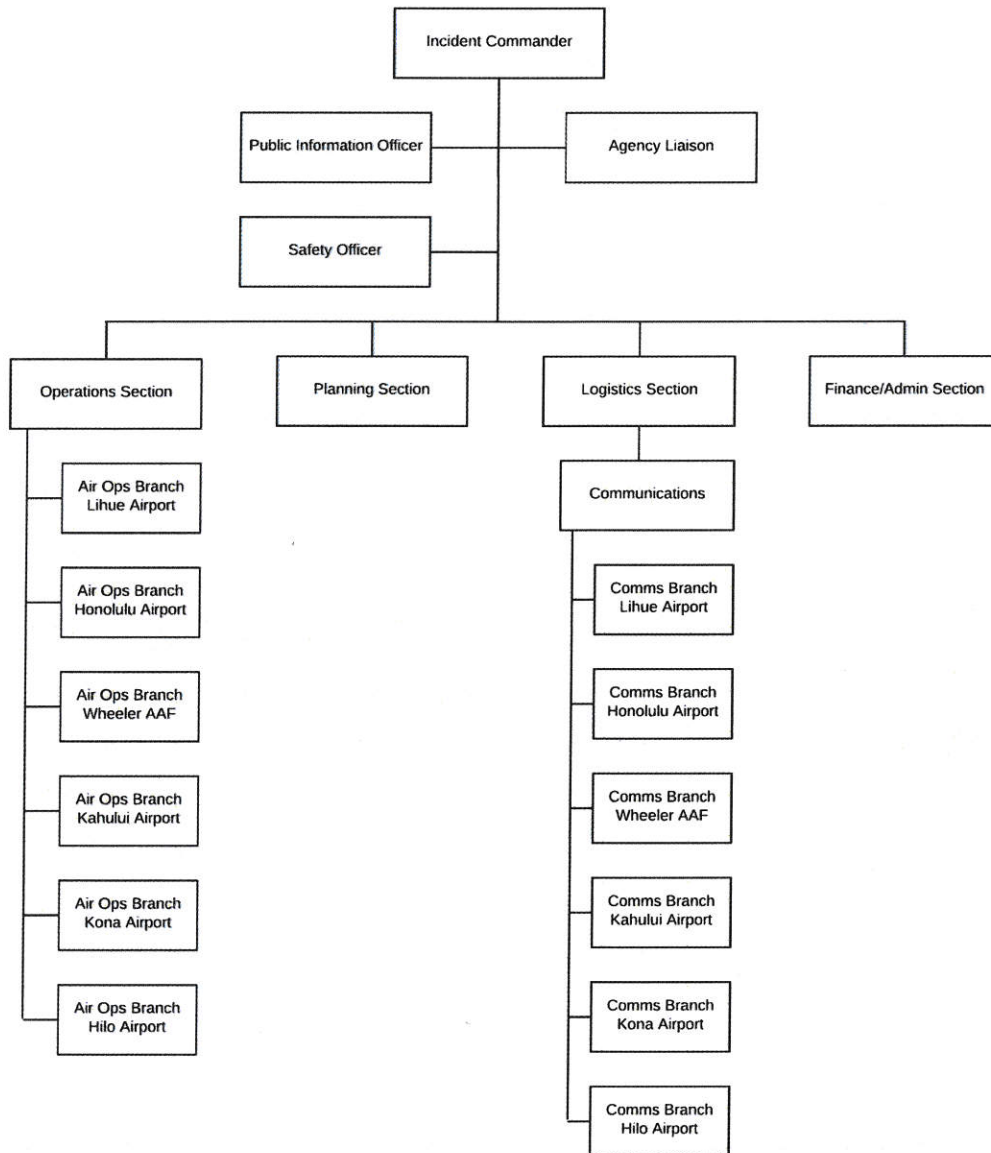 Incident Commander
Public Information Officer
Agency Liaison
Safety Officer
Operations Section
Planning Section
Logistics Section
Finance/Admin Section
Air Ops Branch
Lihue Airport
Air Ops Branch
Honolulu Airport
Air Ops Branch
Wheeler AAF
Air Ops Branch
Kahului Airport
Air Ops Branch
Kona Airport
Air Ops Branch
Hilo Airport
Communications
Comms Branch
Lihue Airport
Comms Branch
Honolulu Airport
Comms Branch
Wheeler AAF
Comms Branch
Kahului Airport
Comms Branch
Kona Airport
Comms Branch
Hilo Airport